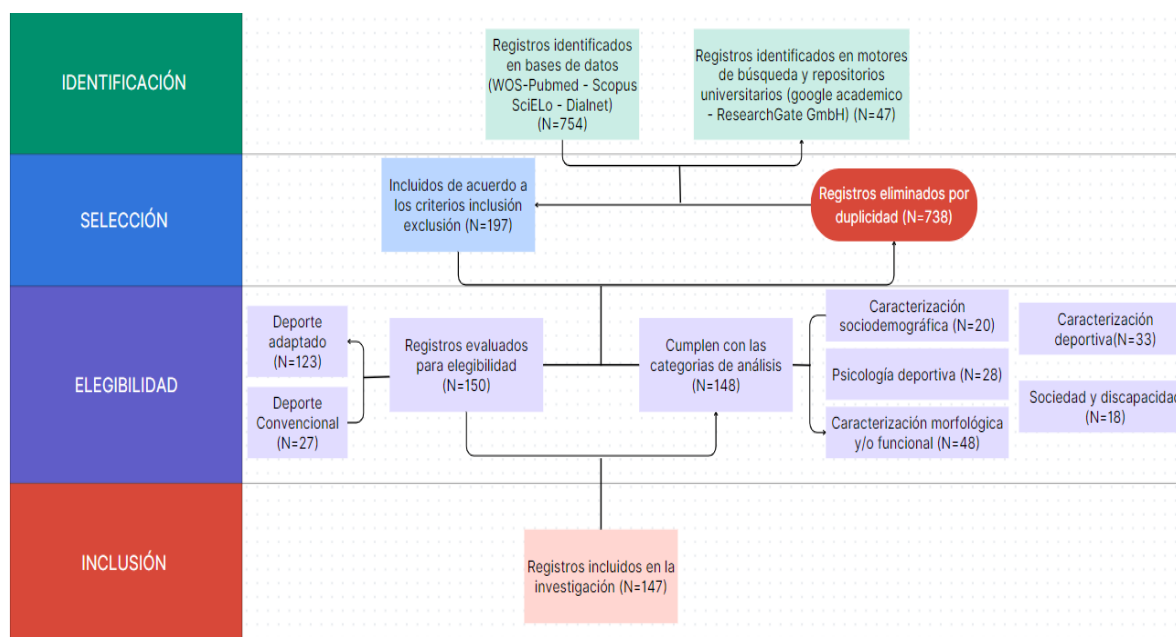 IDENTIFICACIÓN
Registros identificados
en bases de datos
(WOS-Pubmed - Scopus
SciELo - Dialnet)
(N=754)
Registros identificados en motores
de búsqueda y repositorios
universitarios (google academico
- ResearchGate GmbH) (N=47)
SELECCIÓN
Incluidos de acuerdo a
los criterios inclusión
exclusión (N=197)
Registros eliminados por
duplicidad (N=738)
ELEGIBILIDAD
Deporte
adaptado
(N=123)
Deporte
Convencional
(N=27)
Registros evaluados
para elegibilidad
(N=150)
Cumplen con las
categorias de análisis
(N=148)
Caracterización
sociodemográfica (N=20)
Psicología deportiva (N=28)
Caracterización morfológica
y/o funcional (N=48)
Caracterización
deportiva(N=33)
Sociedad y discapacidad
(N=18)
INCLUSIÓN
Registros incluidos en la
investigación (N=147)